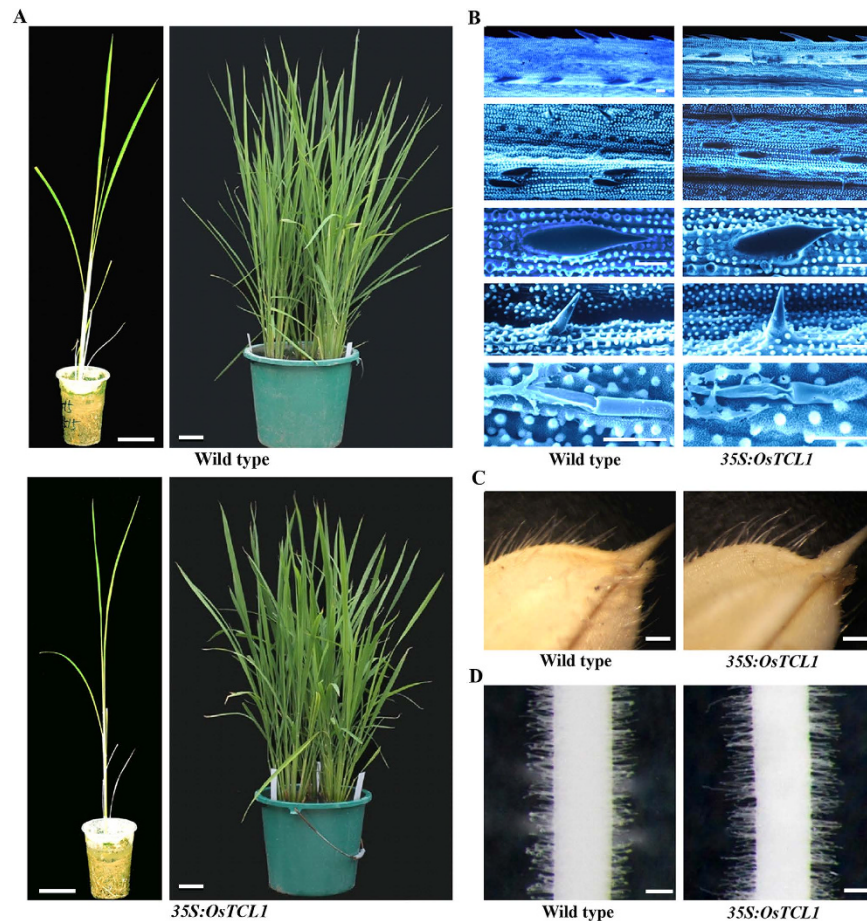 A
B
Wild type
Wild type
35S:OsTCL1
C
Wild type
35S:OsTCL1
D
35S:OsTCL1
Wild type
35S:OsTCL1